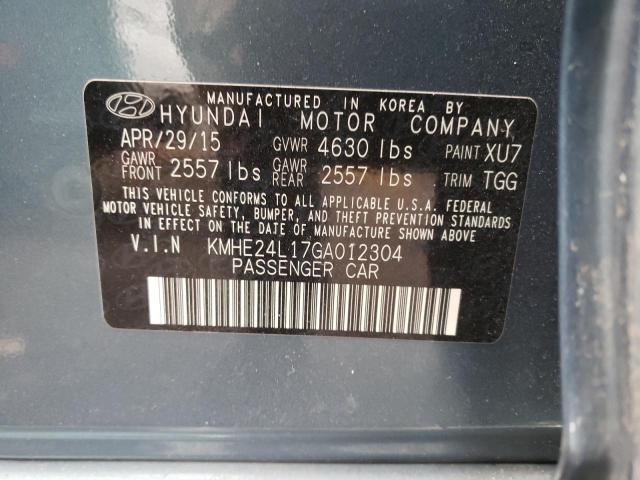 MANUFACTURED IN KOREA BY
HYUNDAI MOTOR COMPANY
APR/29/15 GVWR 4630 lbs PAINT XU7
GAWR FRONT 2557 lbs GAWR REAR 2557 lbs TRIM TGG
THIS VEHICLE CONFORMS TO ALL APPLICABLE U.S.A. FEDERAL
MOTOR VEHICLE SAFETY, BUMPER, AND THEFT PREVENTION STANDARDS
IN EFFECT ON THE DATE OF MANUFACTURE SHOWN ABOVE
V.I.N KMHE24L17GA012304
PASSENGER CAR